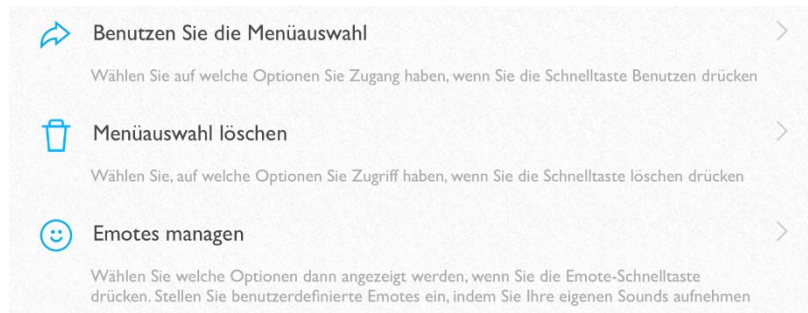 Benutzen Sie die Menüauswahl
Wählen Sie auf welche Optionen Sie Zugang haben, wenn Sie die Schnelltaste Benutzen drücken
Menüauswahl löschen
Wählen Sie, auf welche Optionen Sie Zugriff haben, wenn Sie die Schnelltaste löschen drücken
Emotes managen
Wählen Sie welche Optionen dann angezeigt werden, wenn Sie die Emote-Schnelltaste
drücken. Stellen Sie benutzerdefinierte Emotes ein, indem Sie Ihre eigenen Sounds aufnehmen